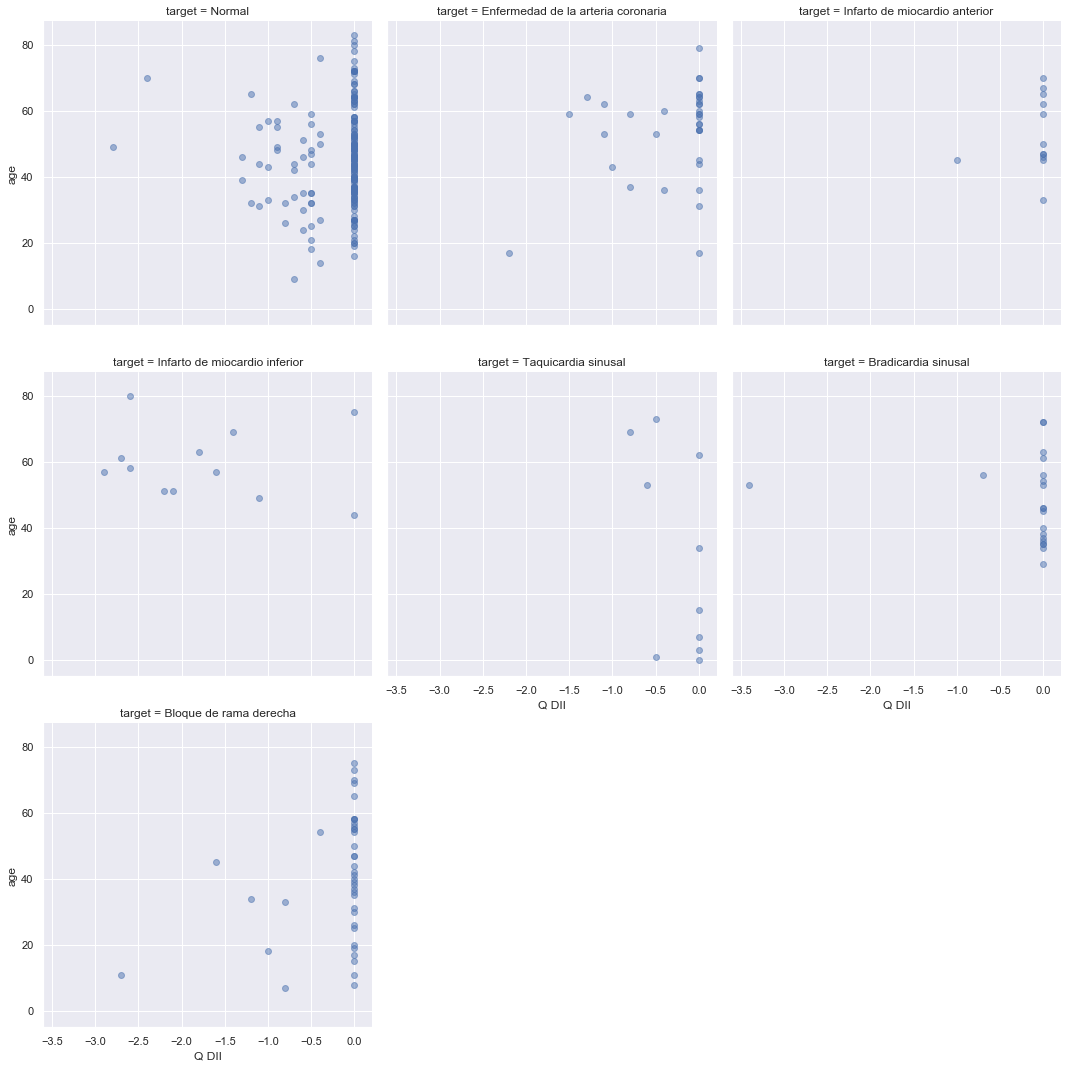 target = Normal
target = Enfermedad de la arteria coronaria
target = Infarto de miocardio anterior
80
60
40
20
0
age
target = Infarto de miocardio inferior
target = Taquicardia sinusal
target = Bradicardia sinusal
80
60
40
20
0
age
−3.5 −3.0 −2.5 −2.0 −1.5 −1.0 −0.5 0.0
Q DII
−3.5 −3.0 −2.5 −2.0 −1.5 −1.0 −0.5 0.0
Q DII
target = Bloque de rama derecha
80
60
40
20
0
age
−3.5 −3.0 −2.5 −2.0 −1.5 −1.0 −0.5 0.0
Q DII